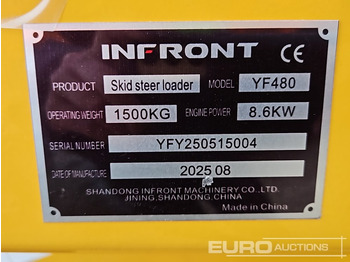 INFRONT CE
PRODUCT Skid steer loader MODEL YF480
OPERATING WEIGHT 1500KG ENGINE POWER 8.6KW
SERIAL NUMBER YFY250515004
DATE OF MANUFACTURE 2025 08
SHANDONG INFRONT MACHINERY CO.,LTD.
JINING,SHANDONG,CHINA
Made in China
EURO AUCTIONS